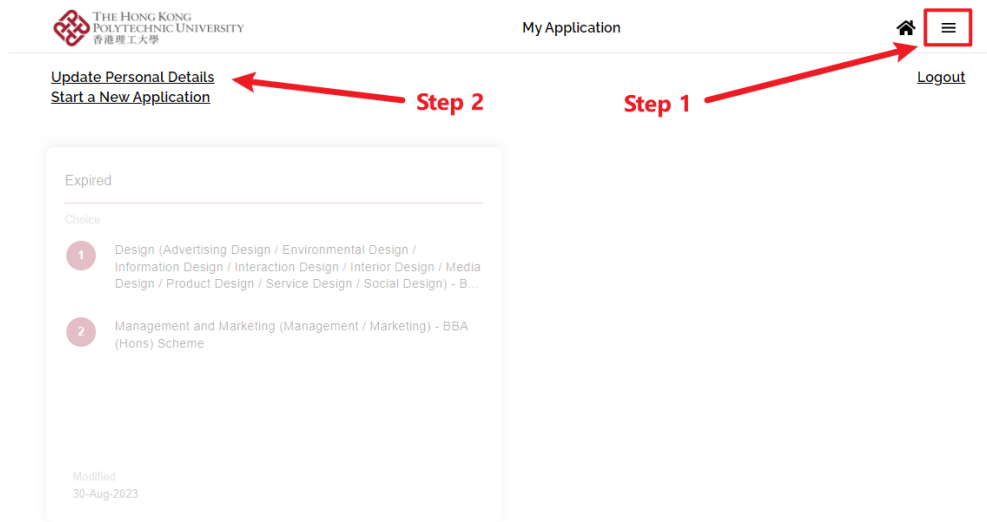 THE HONG KONG
POLYTECHNIC UNIVERSITY
香港理工大學
My Application
Update Personal Details
Start a New Application
Logout
Step 2
Step 1
Expired
Choice
1
Design (Advertising Design / Environmental Design /
Information Design / Interaction Design / Interior Design / Media
Design / Product Design / Service Design / Social Design) - B...
2
Management and Marketing (Management / Marketing) - BBA
(Hons) Scheme
Modified
30-Aug-2023